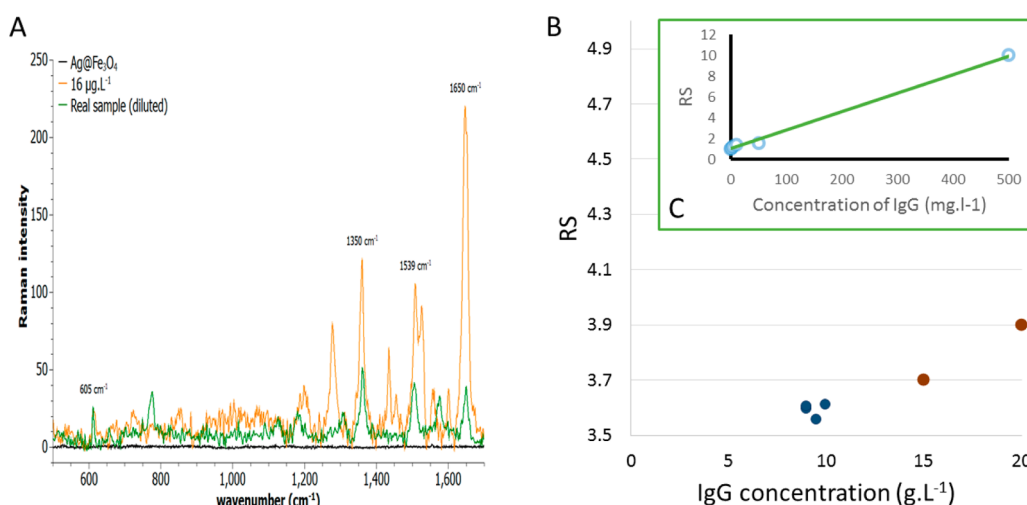 A
250
200
150
100
50
0
Raman intensity
Ag@Fe₃O₄
16 µg.L⁻¹
Real sample (diluted)
605 cm⁻¹
1350 cm⁻¹
1539 cm⁻¹
1650 cm⁻¹
600 800 1,000 1,200 1,400 1,600
wavenumber (cm⁻¹)
B
4.9
4.7
4.5
4.3
4.1
3.9
3.7
3.5
RS
0 5 10 15 20
IgG concentration (g.L⁻¹)
12
10
8
6
4
2
0
RS
0 100 200 300 400 500
Concentration of IgG (mg.l-1)
C